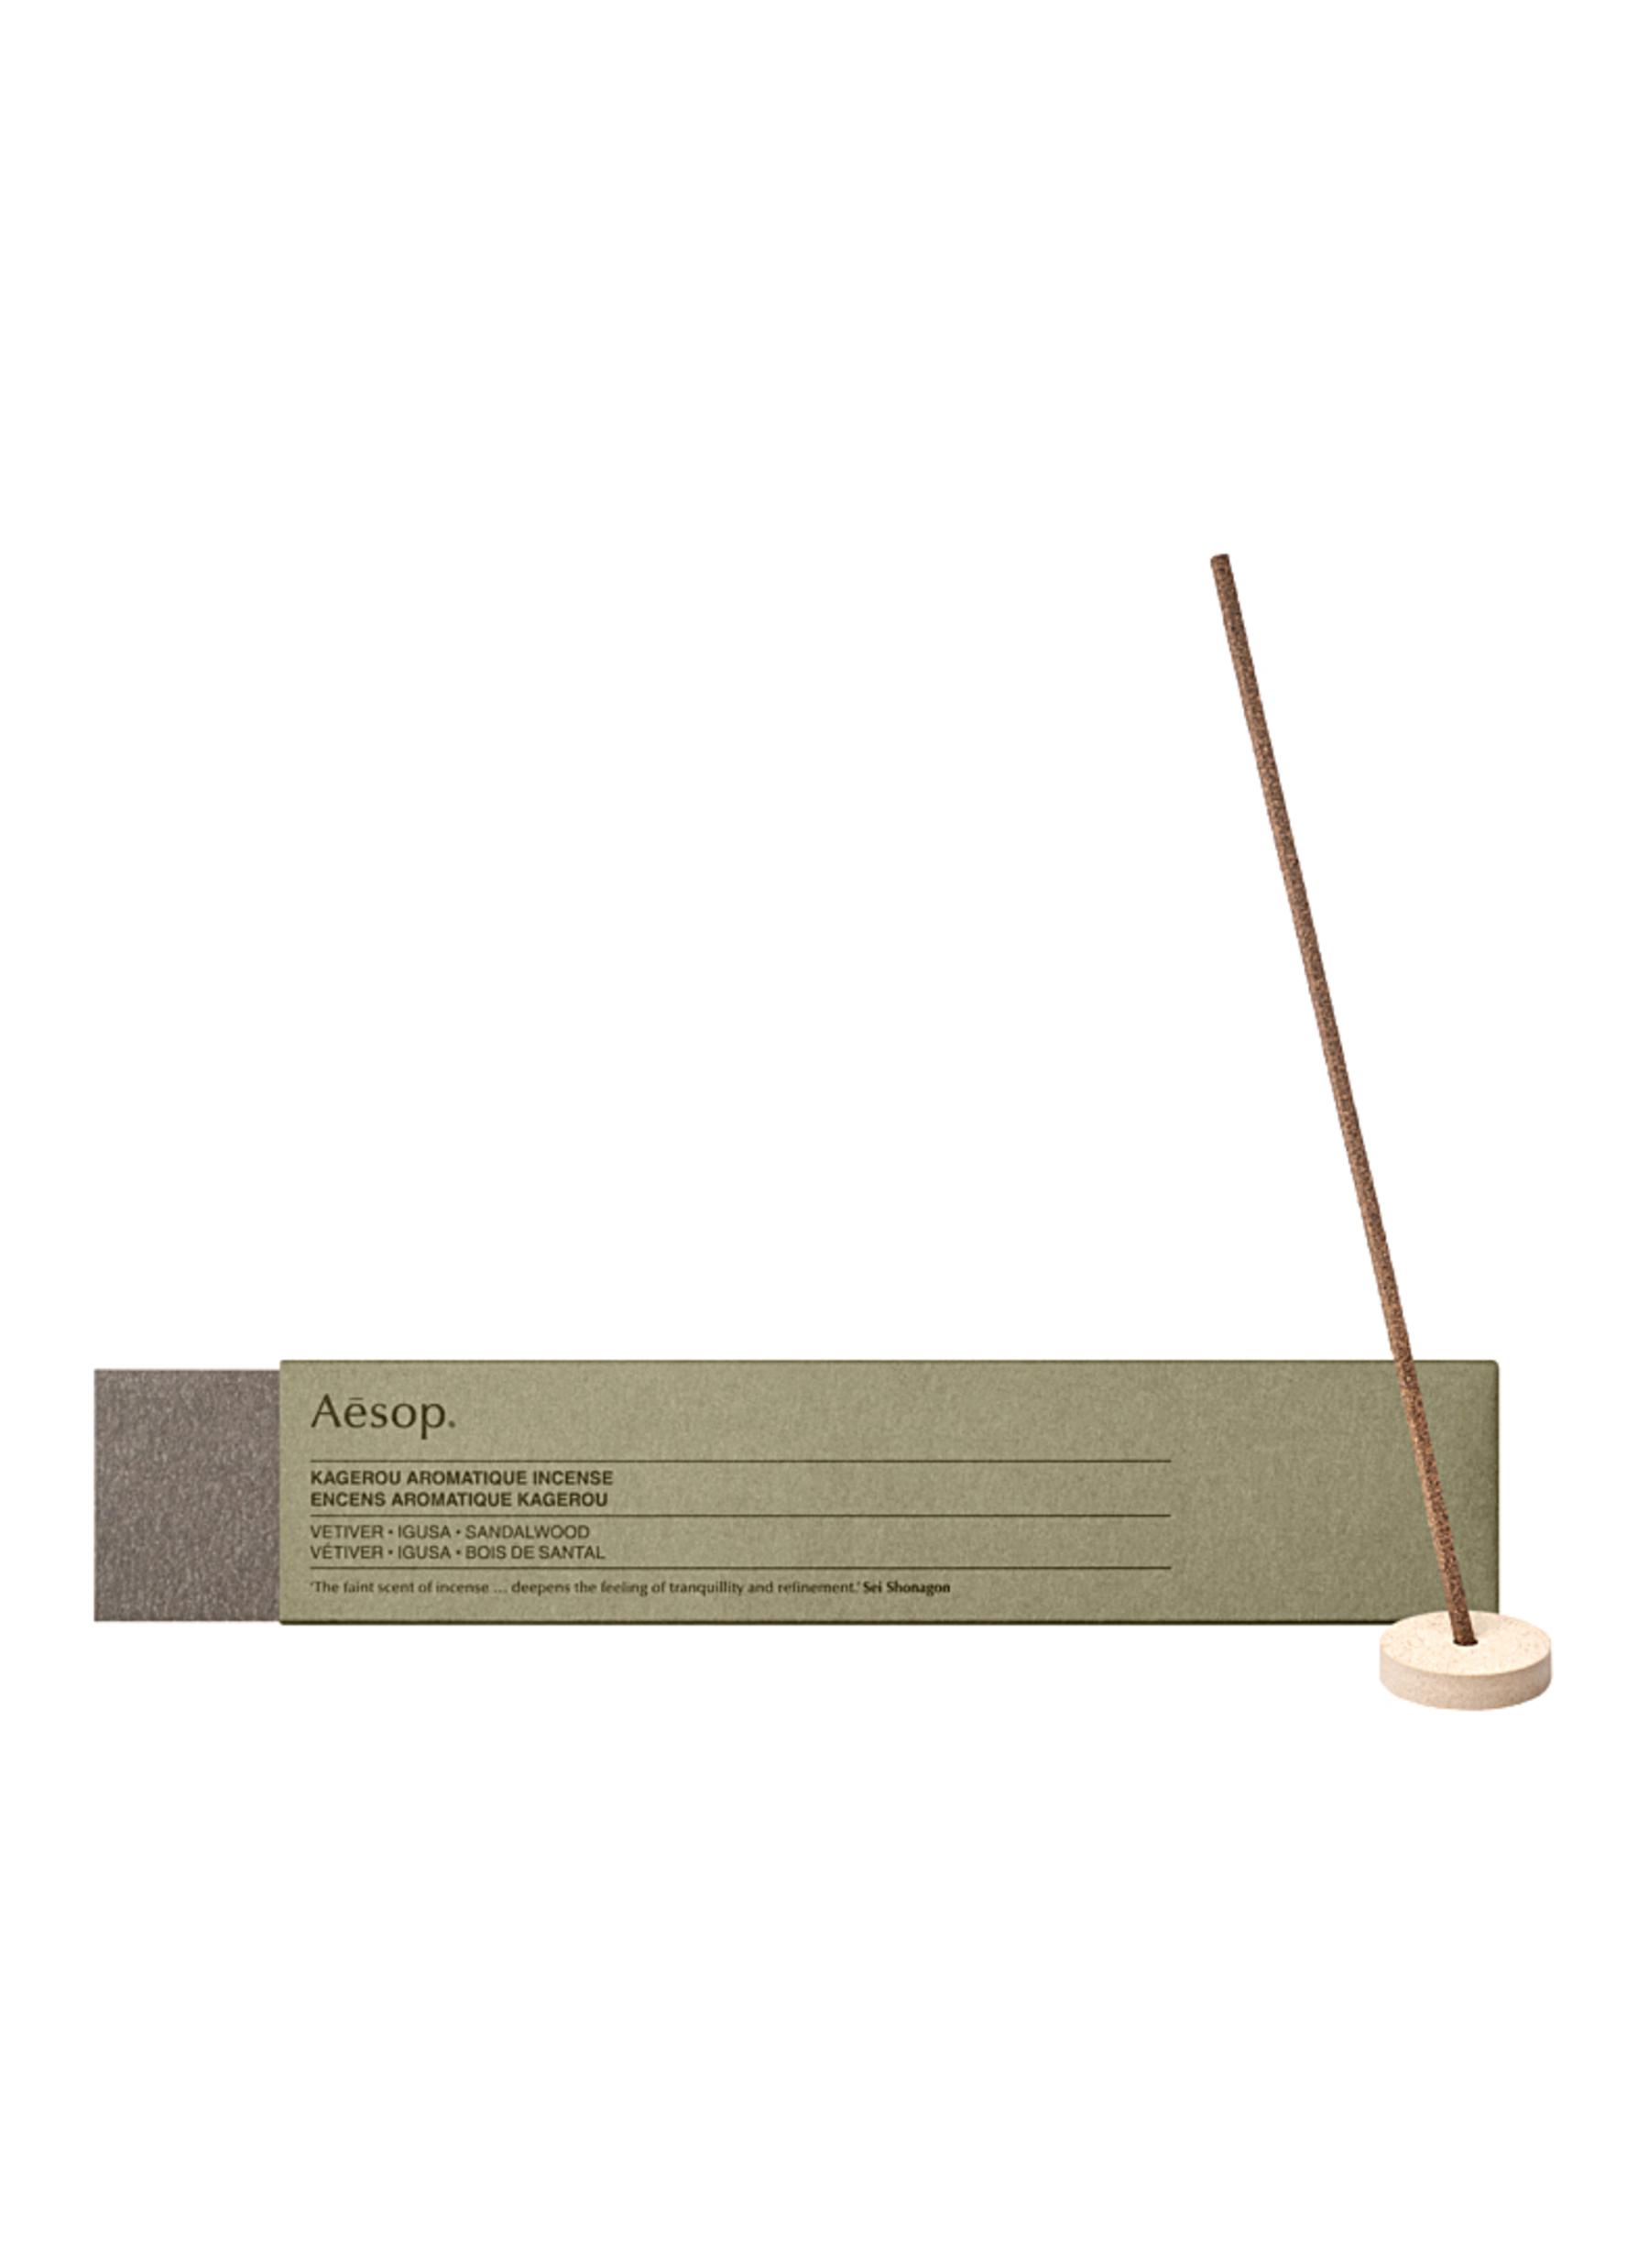 Aēsop.
KAGEROU AROMATIQUE INCENSE
ENCENS AROMATIQUE KAGEROU
VETIVER • IGUSA • SANDALWOOD
VÉTIVER • IGUSA • BOIS DE SANTAL
'The faint scent of incense ... deepens the feeling of tranquillity and refinement.' Sei Shonagon